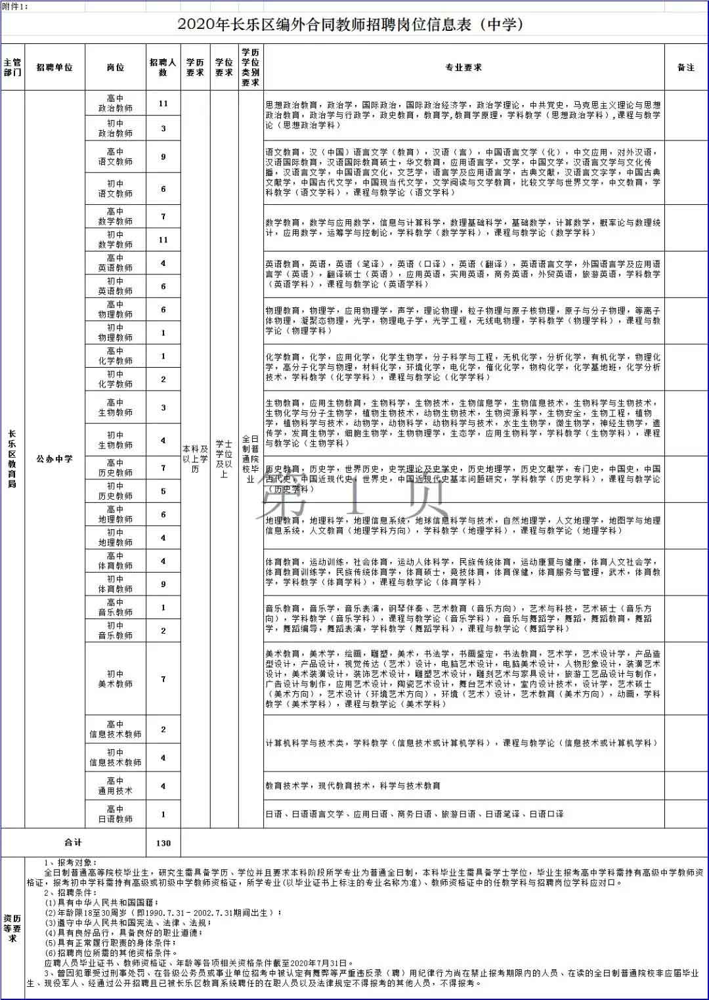 附件1:
2020年长乐区编外合同教师招聘岗位信息表（中学）
主管部门 招聘单位 岗位 招聘人数 学历要求 学位要求 学历学位类别要求 专业要求 备注
长乐区教育局 公办中学 本科及以上学历 学士学位及以上 全日制普通院校毕业
高中
政治教师 11
初中
政治教师 3
思想政治教育，政治学，国际政治，国际政治经济学，政治学理论，中共党史，马克思主义理论与思想
政治教育，政治学与行政学，政史教育，教育学,教育学原理，学科教学（思想政治学科）,课程与教学
论（思想政治学科）
高中
语文教师 9
初中
语文教师 6
语文教育，汉（中国）语言文学（教育），汉语（言），中国语言文学（化），中文应用，对外汉语，
汉语国际教育，汉语国际教育硕士，华文教育，应用语言学，文学，中国文学，汉语言文学与文化传
播，汉语言文学，中国语言文化，文艺学，语言学及应用语言学，古典文献，汉语言文字学，中国古典
文献学，中国古代文学，中国现当代文学，文学阅读与文学教育，比较文学与世界文学，中文教育，学
科教学（语文学科），课程与教学论（语文学科）
高中
数学教师 7
初中
数学教师 11
数学教育，数学与应用数学，信息与计算科学，数理基础科学，基础数学，计算数学，概率论与数理统
计，应用数学，运筹学与控制论，学科教学（数学学科），课程与教学论（数学学科）
高中
英语教师 4
初中
英语教师 6
英语教育，英语，英语（笔译），英语（口译），英语（翻译），英语语言文学，外国语言学及应用语
言学（英语），翻译硕士（英语），应用英语，实用英语，商务英语，外贸英语，旅游英语，学科教学
（英语学科），课程与教学论（英语学科）
高中
物理教师 6
初中
物理教师 1
物理教育，物理学，应用物理学，声学，理论物理，粒子物理与原子核物理，原子与分子物理，等离子
体物理，凝聚态物理，光学，物理电子学，光学工程，无线电物理，学科教学（物理学科），课程与教
学论（物理学科）
高中
化学教师 1
初中
化学教师 2
化学教育，化学，应用化学，化学生物学，分子科学与工程，无机化学，分析化学，有机化学，物理化
学，高分子化学与物理，材料化学，环境化学，电化学，催化化学，物构化学，化学基地班，化学分析
技术，学科教学（化学学科），课程与教学论（化学学科）
高中
生物教师 3
初中
生物教师 4
生物教育，应用生物教育，生物科学，生物技术，生物信息学，生物信息技术，生物科学与生物技术，
生物化学与分子生物学，植物生物技术，动物生物技术，生物资源科学，生物安全，生物工程，植物
学，植物科学与技术，动物学，动物科学，动物科学与技术，水生生物学，微生物学，神经生物学，遗
传学，发育生物学，细胞生物学，生物物理学，生态学，应用生物科学，学科教学（生物学科），课程
与教学论（生物学科）
高中
历史教师 7
初中
历史教师 5
历史教育，历史学，世界历史，史学理论及史学史，历史地理学，历史文献学，专门史，中国史，中国
古代史，中国近现代史，世界史，中国近现代史基本问题研究，学科教学（历史学科），课程与教学论
（历史学科）
第 1 页
高中
地理教师 6
初中
地理教师 4
地理教育，地理科学，地理信息系统，地球信息科学与技术，自然地理学，人文地理学，地图学与地理
信息系统，人文教育（地理学科方向），学科教学（地理学科），课程与教学论（地理学科）
高中
体育教师 4
初中
体育教师 9
体育教育，运动训练，社会体育，运动人体科学，民族传统体育，运动康复与健康，体育人文社会学，
体育教育训练学，民族传统体育学，体育硕士，竞技体育，体育保健，体育服务与管理，武术，体育教
学，学科教学（体育学科），课程与教学论（体育学科）
高中
音乐教师 1
初中
音乐教师 2
音乐教育，音乐学，音乐表演，钢琴伴奏、艺术教育（音乐方向），艺术与科技，艺术硕士（音乐方
向），学科教学（音乐学科），课程与教学论（音乐学科），音乐与舞蹈学，舞蹈，舞蹈教育，舞蹈
学，舞蹈编导，舞蹈表演，学科教学（舞蹈学科），课程与教学论（舞蹈学科）
初中
美术教师 7
美术教育，美术学，绘画，雕塑，美术，书法学，书画鉴定，书法教育，艺术学，艺术设计学，产品造
型设计，产品设计，视觉传达（艺术）设计，电脑艺术设计，电脑美术设计，人物形象设计，装潢艺术
设计，美术装潢设计，装饰艺术设计，雕塑艺术设计，雕刻艺术与家具设计，旅游工艺品设计与制作，
广告设计与制作，应用艺术设计，陶瓷艺术设计，舞台艺术设计，室内设计技术，设计学，艺术硕士
（美术方向），艺术设计（环境艺术方向），环境（艺术）设计，艺术教育（美术方向），动画，学科
教学（美术学科），课程与教学论（美术学科）
高中
信息技术教师 2
初中
信息技术教师 4
计算机科学与技术类，学科教学（信息技术或计算机学科），课程与教学论（信息技术或计算机学科）
高中
通用技术 4
教育技术学，现代教育技术，科学与技术教育
高中
日语教师 1
日语、日语语言文学、应用日语、商务日语、旅游日语、日语笔译、日语口译
合计 130
资历等要求
1、报考对象：
全日制普通高等院校毕业生，研究生需具备学历、学位并且要求本科阶段所学专业为普通全日制，本科毕业生需具备学士学位，毕业生报考高中学科需持有高级中学教师资
格证，报考初中学科需持有高级或初级中学教师资格证，所学专业(以毕业证书上标注的专业名称为准)、教师资格证中的任教学科与招聘岗位学科应对口。
2、招聘条件：
(1)具有中华人民共和国国籍；
(2)年龄限18至30周岁（即1990.7.31－2002.7.31期间出生）；
(3)遵守中华人民共和国宪法、法律、法规；
(4)具有良好品行，具备良好的职业道德；
(5)具有正常履行职责的身体条件；
(6)招聘岗位所需的其他资格条件。
应聘人员毕业证书、教师资格证、年龄等各项相关资格条件截至2020年7月31日。
3、曾因犯罪受过刑事处罚、在各级公务员或事业单位招考中被认定有舞弊等严重违反录（聘）用纪律行为尚在禁止报考期限内的人员、在读的全日制普通院校非应届毕业
生、现役军人、经通过公开招聘且已被长乐区教育系统聘任的在职人员以及法律规定不得报考的其他人员，不得报考。